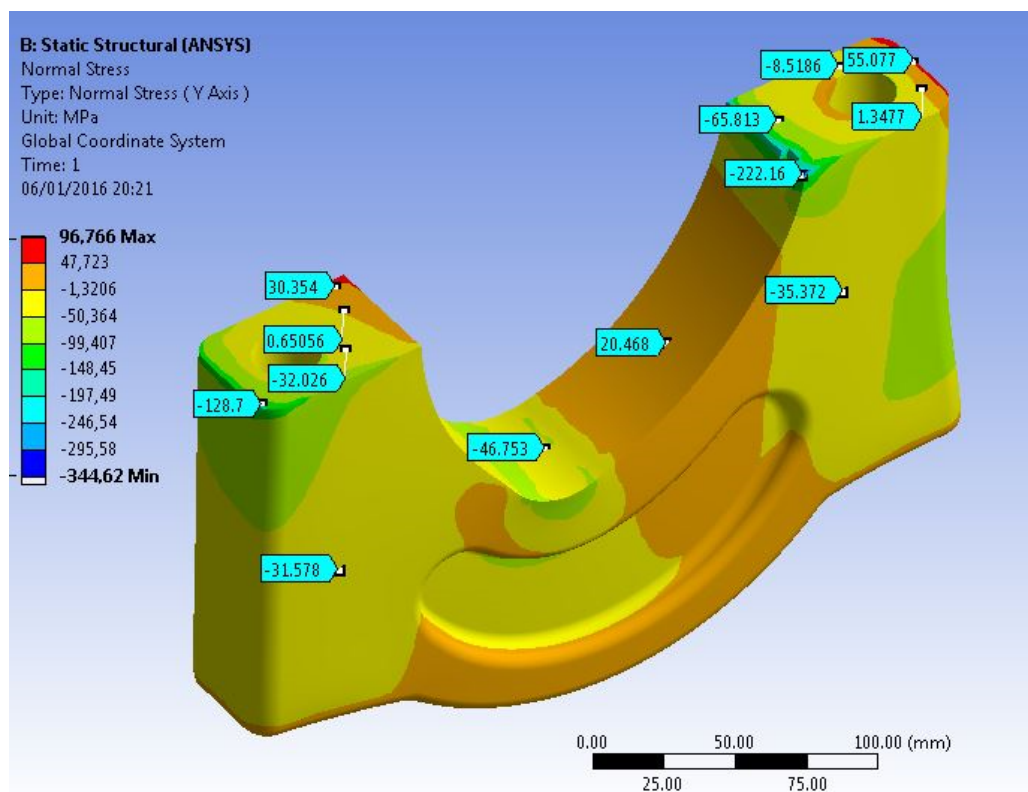 B: Static Structural (ANSYS)
Normal Stress
Type: Normal Stress ( Y Axis )
Unit: MPa
Global Coordinate System
Time: 1
06/01/2016 20:21
96,766 Max
47,723
-1,3206
-50,364
-99,407
-148,45
-197,49
-246,54
-295,58
-344,62 Min
-8.5186
55.077
-65.813
1.3477
-222.16
30.354
-35.372
0.65056
20.468
-32.026
-128.7
-46.753
-31.578
0.00
50.00
100.00 (mm)
25.00
75.00